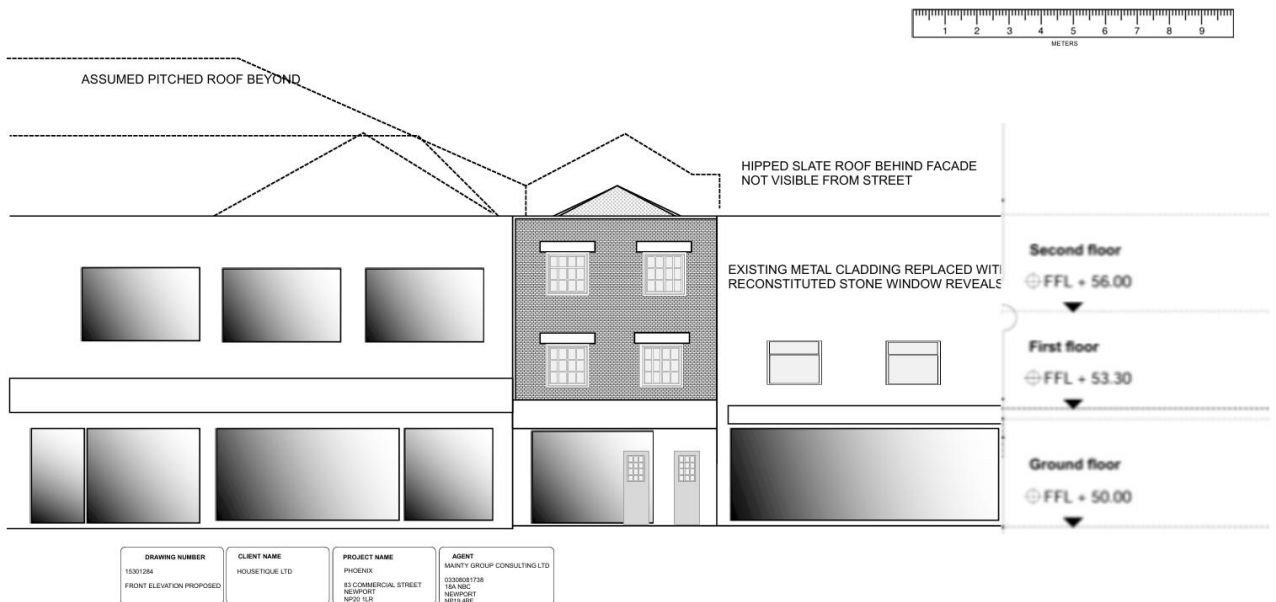 1 2 3 4 5 6 7 8 9
METERS
ASSUMED PITCHED ROOF BEYOND
HIPPED SLATE ROOF BEHIND FACADE
NOT VISIBLE FROM STREET
EXISTING METAL CLADDING REPLACED WIT
RECONSTITUTED STONE WINDOW REVEALS
Second floor
FFL + 56.00
First floor
FFL + 53.30
Ground floor
FFL + 50.00
DRAWING NUMBER
15301284
FRONT ELEVATION PROPOSED
CLIENT NAME
HOUSETIQUE LTD
PROJECT NAME
PHOENIX
83 COMMERCIAL STREET
NEWPORT
NP20 1LR
AGENT
MAINTY GROUP CONSULTING LTD
03308081738
18A NBC
NEWPORT